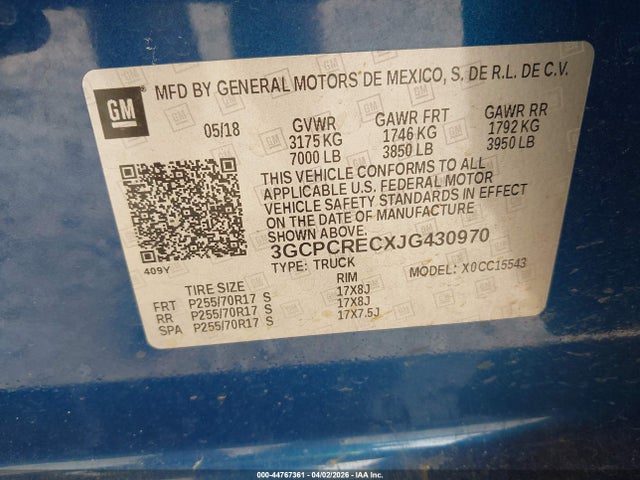 GM
MFD BY GENERAL MOTORS DE MEXICO, S. DE R.L. DE C.V.
05/18 GVWR GAWR FRT GAWR RR
3175 KG 1746 KG 1792 KG
7000 LB 3850 LB 3950 LB
THIS VEHICLE CONFORMS TO ALL
APPLICABLE U.S. FEDERAL MOTOR
VEHICLE SAFETY STANDARDS IN EFFECT
ON THE DATE OF MANUFACTURE
SHOWN ABOVE.
3GCPCRECXJG430970
409Y
TYPE: TRUCK MODEL: X0CC15543
TIRE SIZE RIM
FRT P255/70R17 S 17X8J
RR P255/70R17 S 17X8J
SPA P255/70R17 S 17X7.5J
000-44767361 - 04/02/2026 - IAA Inc.